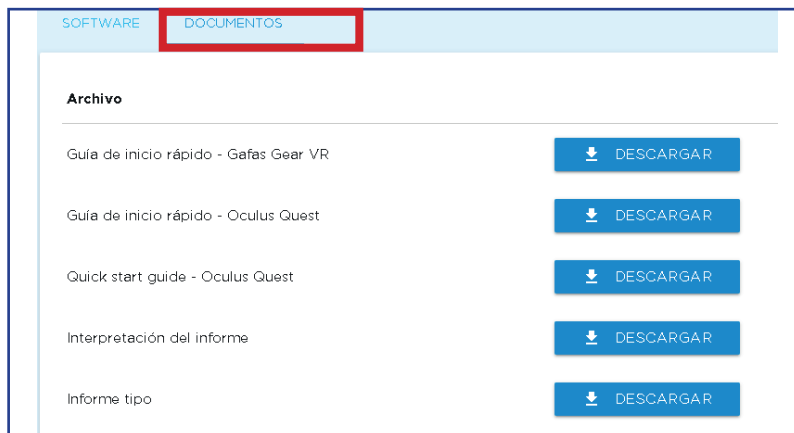 SOFTWARE DOCUMENTOS
Archivo
Guía de inicio rápido - Gafas Gear VR DESCARGAR
Guía de inicio rápido - Oculus Quest DESCARGAR
Quick start guide - Oculus Quest DESCARGAR
Interpretación del informe DESCARGAR
Informe tipo DESCARGAR